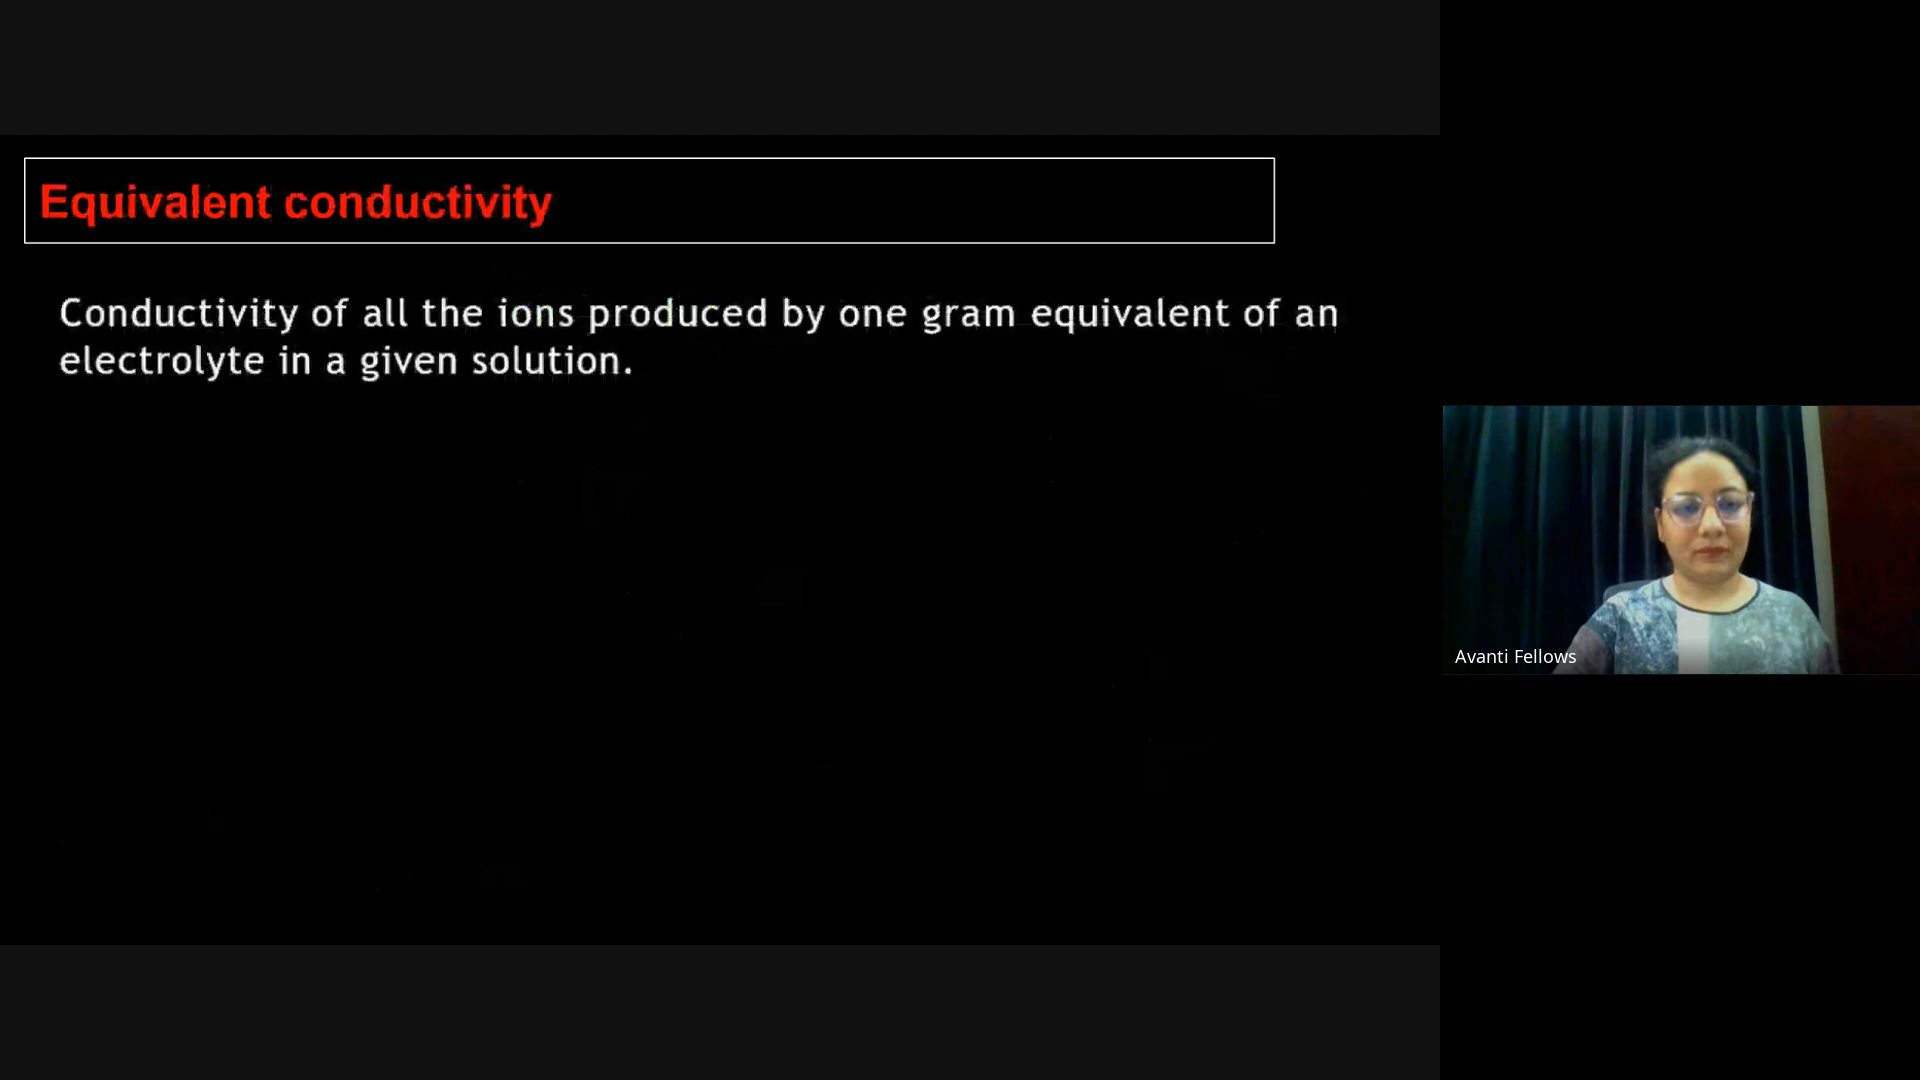 Equivalent conductivity
Conductivity of all the ions produced by one gram equivalent of an
electrolyte in a given solution.
Avanti Fellows